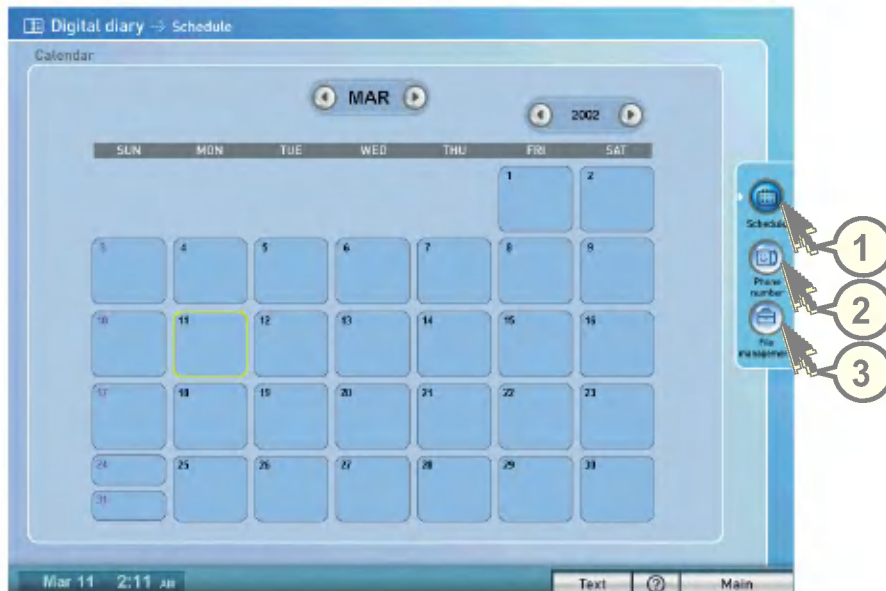 Digital diary → Schedule
Calendar
MAR
2002
SUN MON TUE WED THU FRI SAT
1 2
3 4 5 6 7 8 9
10 11 12 13 14 15 16
17 18 19 20 21 22 23
24 25 26 27 28 29 30
31
Schedule
1
Phone
number
2
File
management
3
Mar 11 2:11 AM
Text ? Main